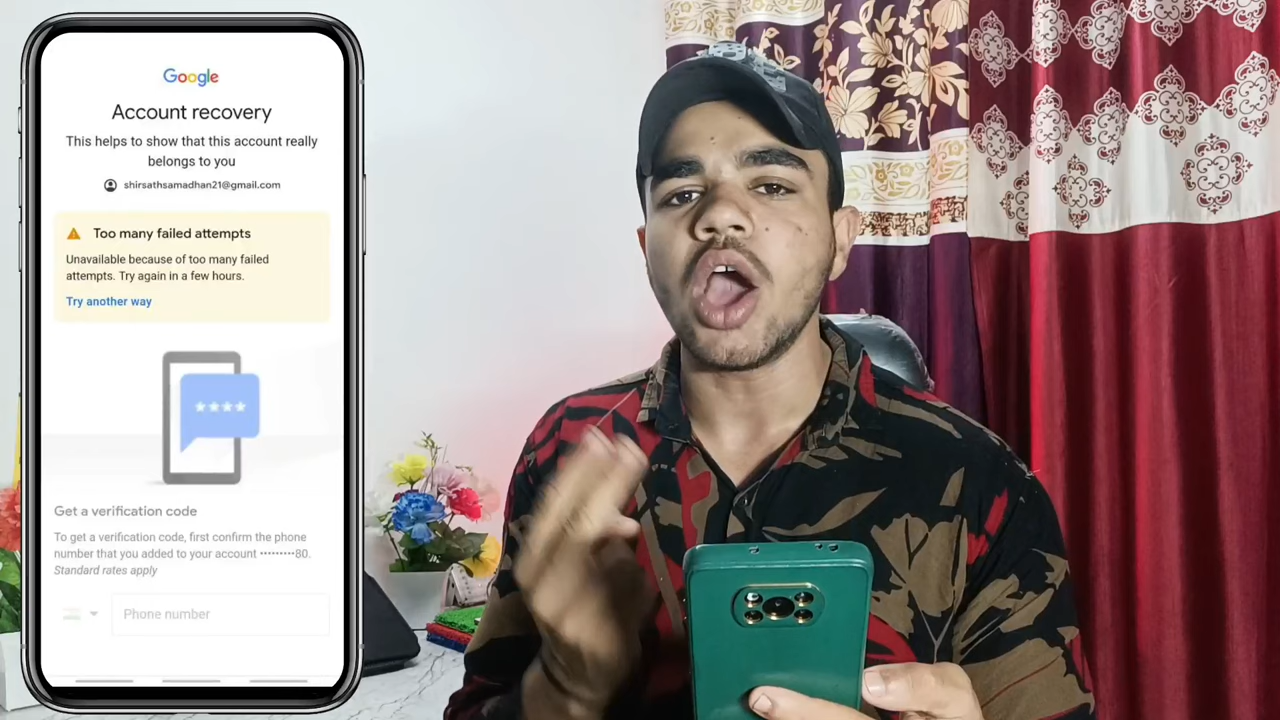 Google
Account recovery
This helps to show that this account really
belongs to you
shirsathsamadhan21@gmail.com
Too many failed attempts
Unavailable because of too many failed
attempts. Try again in a few hours.
Try another way
****
Get a verification code
To get a verification code, first confirm the phone
number that you added to your account ••••••••80.
Standard rates apply
Phone number